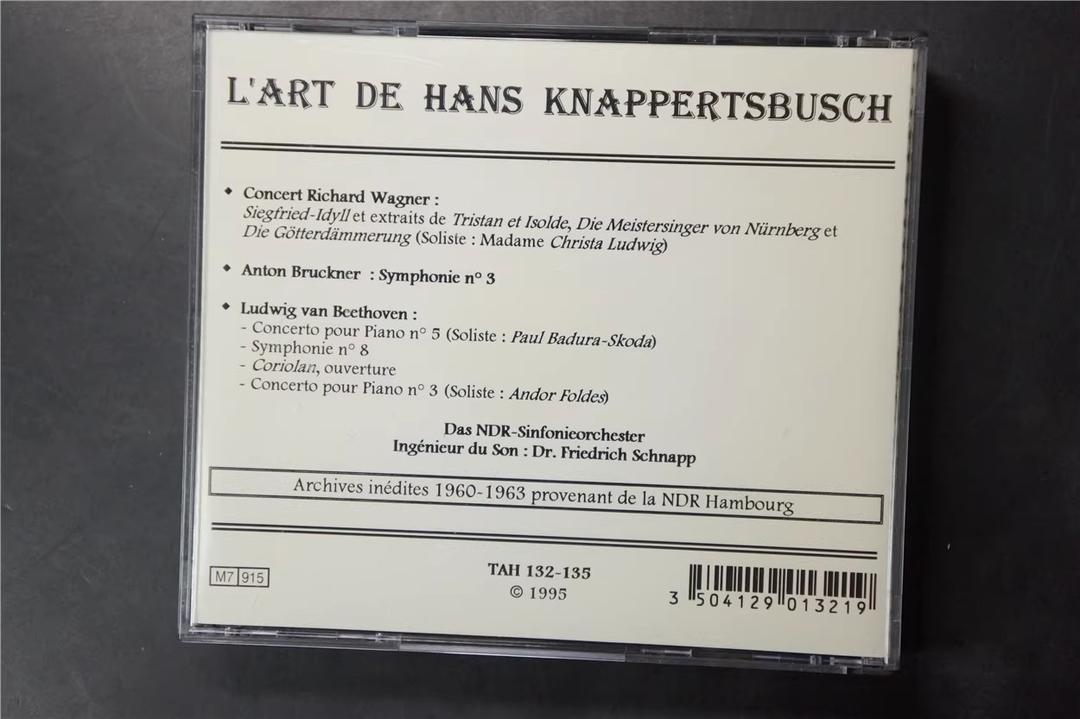 L'ART DE HANS KNAPPERTSBUSCH
◆ Concert Richard Wagner :
Siegfried-Idyll et extraits de Tristan et Isolde, Die Meistersinger von Nürnberg et
Die Götterdämmerung (Soliste : Madame Christa Ludwig)
◆ Anton Bruckner : Symphonie n° 3
◆ Ludwig van Beethoven :
- Concerto pour Piano n° 5 (Soliste : Paul Badura-Skoda)
- Symphonie n° 8
- Coriolan, ouverture
- Concerto pour Piano n° 3 (Soliste : Andor Foldes)
Das NDR-Sinfonieorchester
Ingénieur du Son : Dr. Friedrich Schnapp
Archives inédites 1960-1963 provenant de la NDR Hambourg
M7 915
TAH 132-135
© 1995
3 504129 013219